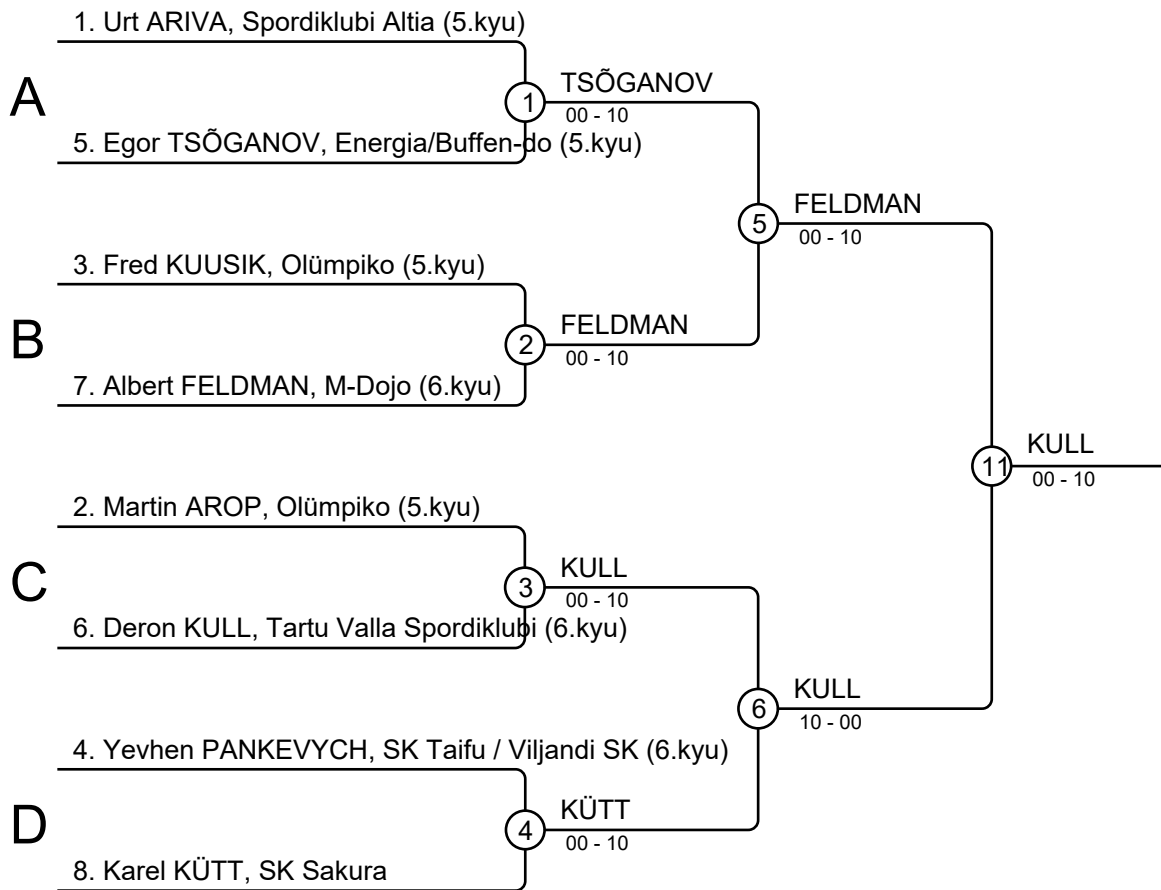 1. Urt ARIVA, Spordiklubi Altia (5.kyu)
A
1
TSÕGANOV
00 - 10
5. Egor TSÕGANOV, Energia/Buffen-do (5.kyu)
5
FELDMAN
00 - 10
3. Fred KUUSIK, Olümpiko (5.kyu)
B
2
FELDMAN
00 - 10
7. Albert FELDMAN, M-Dojo (6.kyu)
11
KULL
00 - 10
2. Martin AROP, Olümpiko (5.kyu)
C
3
KULL
00 - 10
6. Deron KULL, Tartu Valla Spordiklubi (6.kyu)
6
KULL
10 - 00
4. Yevhen PANKEVYCH, SK Taifu / Viljandi SK (6.kyu)
D
4
KÜTT
00 - 10
8. Karel KÜTT, SK Sakura